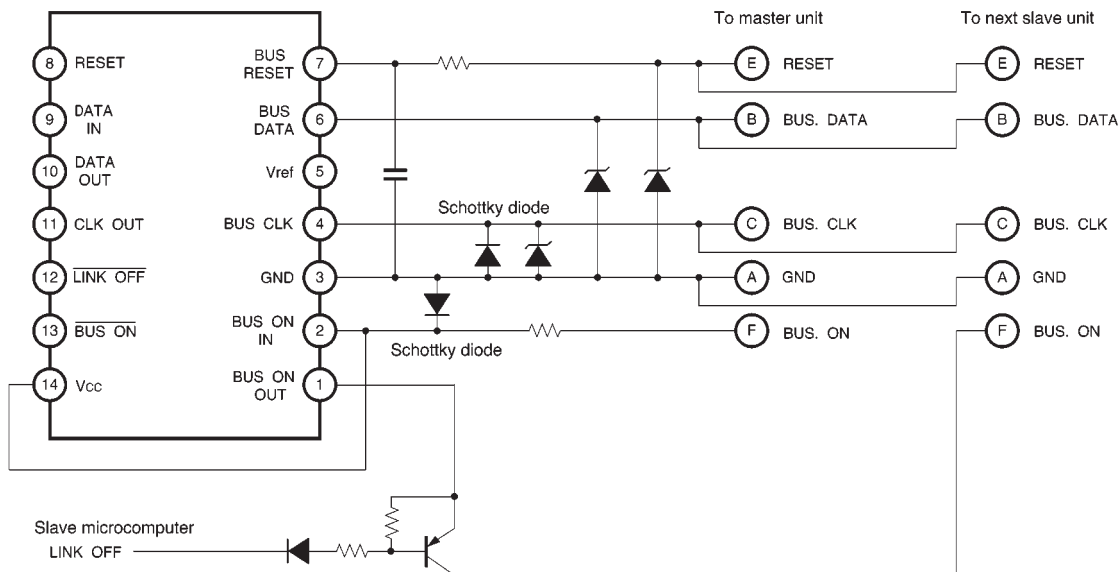 To master unit
To next slave unit
8 RESET
BUS RESET 7
E RESET
E RESET
9 DATA IN
BUS DATA 6
B BUS. DATA
B BUS. DATA
10 DATA OUT
Vref 5
11 CLK OUT
BUS CLK 4
Schottky diode
C BUS. CLK
C BUS. CLK
12 LINK OFF
GND 3
A GND
A GND
13 BUS ON
BUS ON IN 2
F BUS. ON
F BUS. ON
Schottky diode
14 Vcc
BUS ON OUT 1
Slave microcomputer
LINK OFF